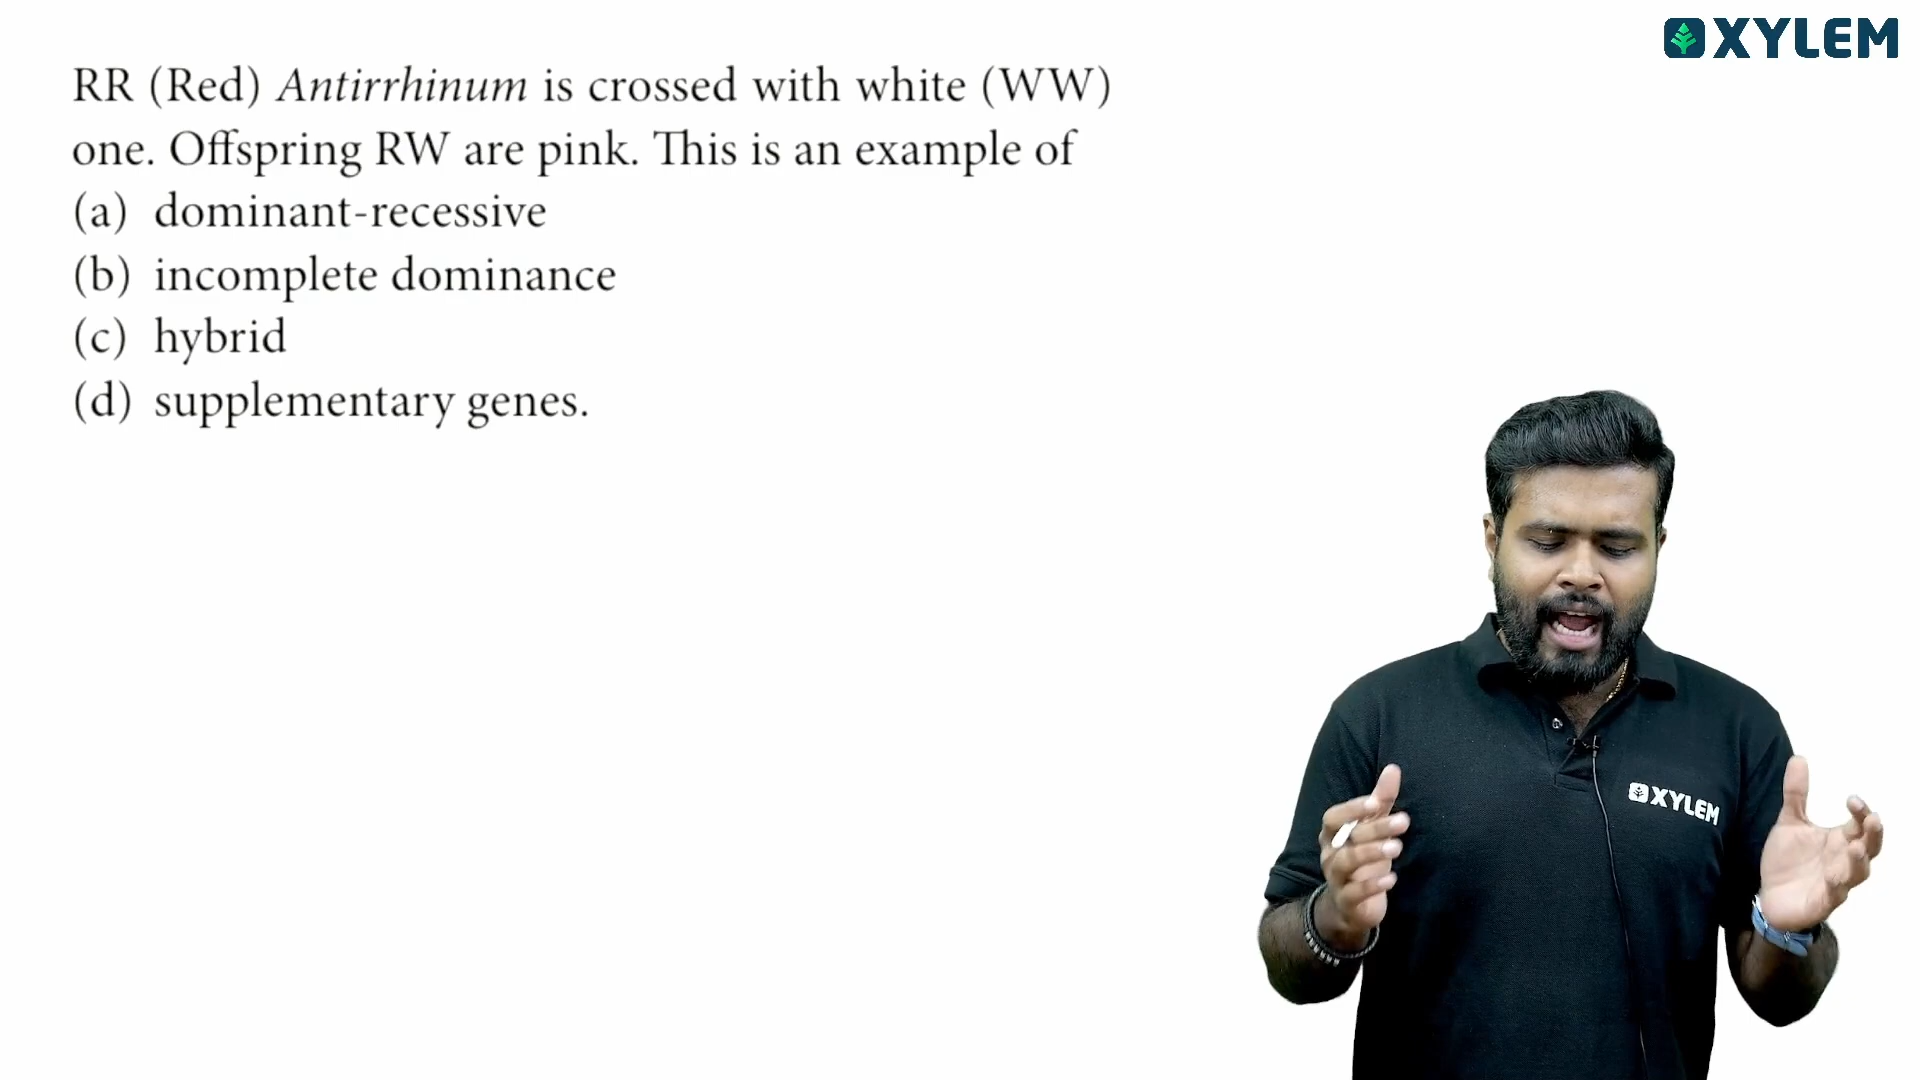 XYLEM
RR (Red) Antirrhinum is crossed with white (WW)
one. Offspring RW are pink. This is an example of
(a) dominant-recessive
(b) incomplete dominance
(c) hybrid
(d) supplementary genes.
XYLEM